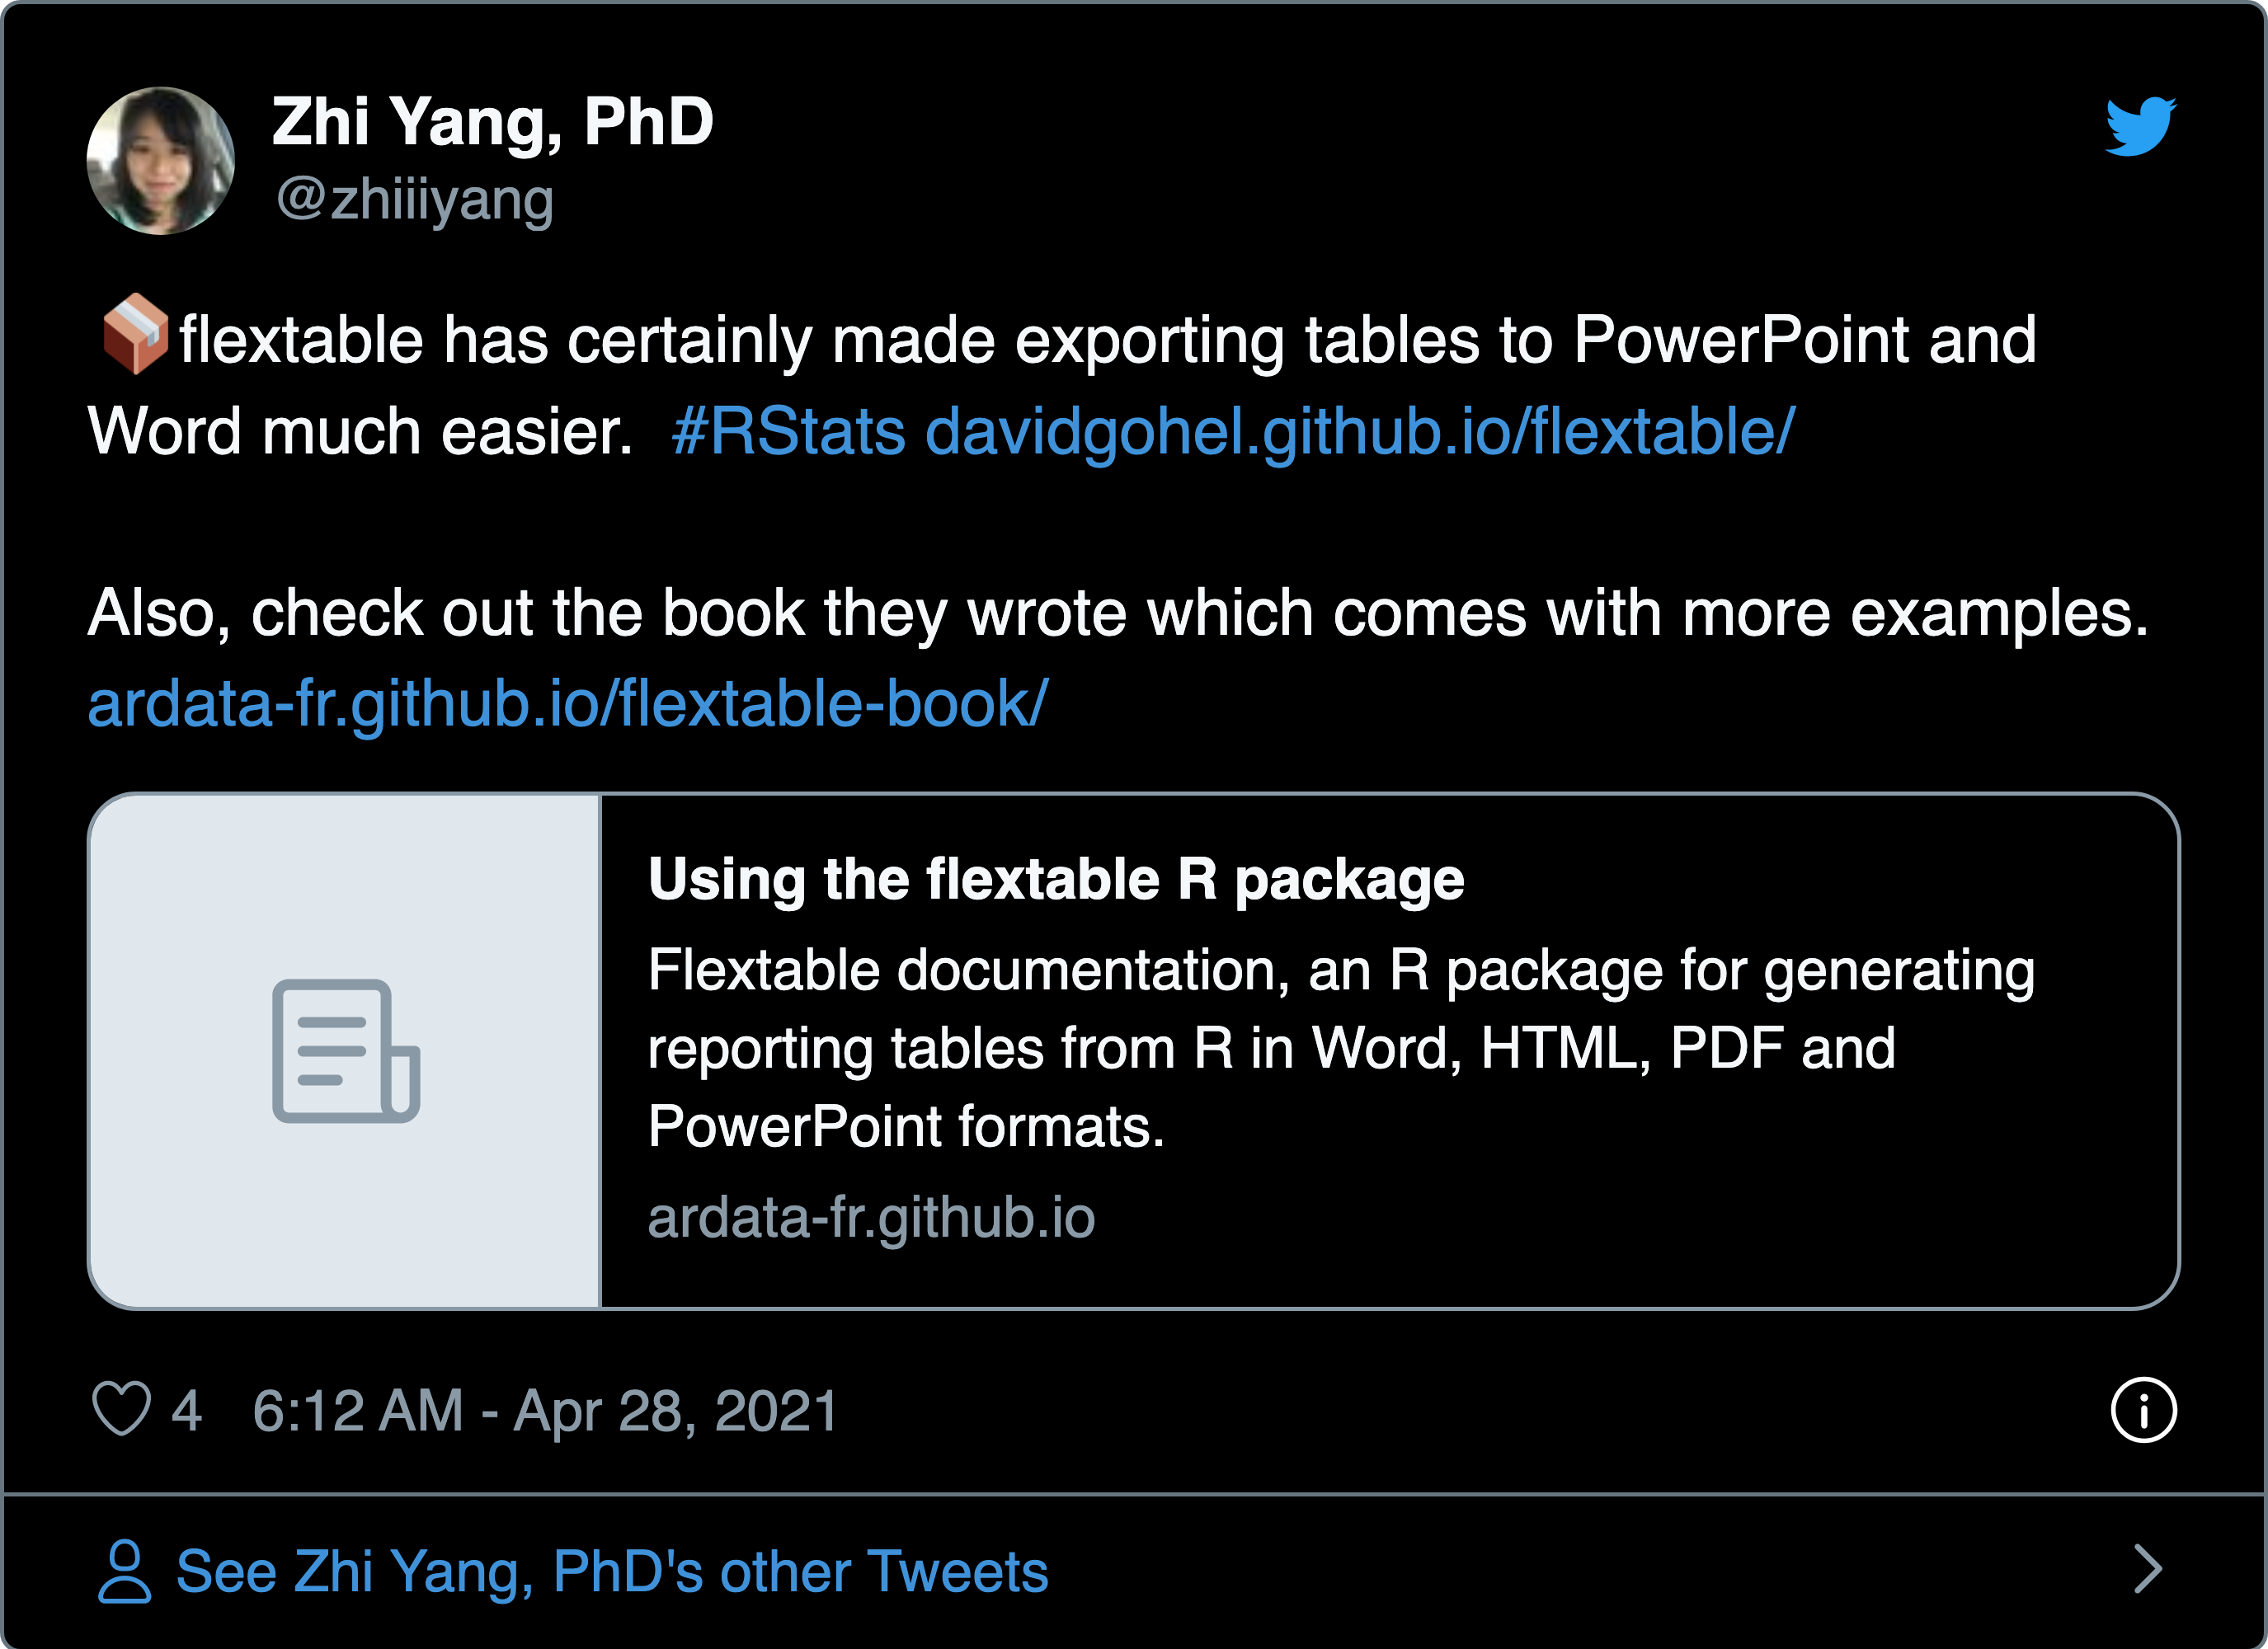 Zhi Yang, PhD
@zhiiiyang
📦flextable has certainly made exporting tables to PowerPoint and
Word much easier.  #RStats davidgohel.github.io/flextable/
Also, check out the book they wrote which comes with more examples.
ardata-fr.github.io/flextable-book/
Using the flextable R package
Flextable documentation, an R package for generating
reporting tables from R in Word, HTML, PDF and
PowerPoint formats.
ardata-fr.github.io
4 6:12 AM - Apr 28, 2021
See Zhi Yang, PhD's other Tweets